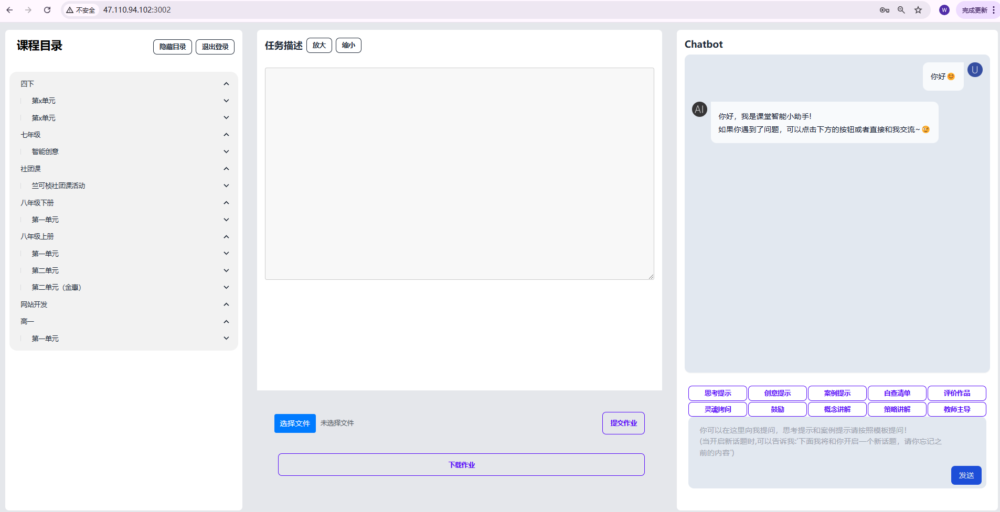 不安全
47.110.94.102:3002
W
完成更新
课程目录
隐藏目录
退出登录
四下
第x单元
第x单元
七年级
智能创意
社团课
竺可桢社团课活动
八年级下册
第一单元
八年级上册
第一单元
第二单元
第二单元（金惠）
网站开发
高一
第一单元
任务描述
放大
缩小
选择文件
未选择文件
提交作业
下载作业
Chatbot
你好😊
U
AI
你好，我是课堂智能小助手!
如果你遇到了问题，可以点击下方的按钮或者直接和我交流~😉
思考提示
创意提示
案例提示
自查清单
评价作品
灵魂拷问
鼓励
概念讲解
策略讲解
教师主导
你可以在这里向我提问，思考提示和案例提示请按照模板提问！
(当开启新话题时,可以告诉我:'下面我将和你开启一个新话题，请你忘记之
前的内容')
发送